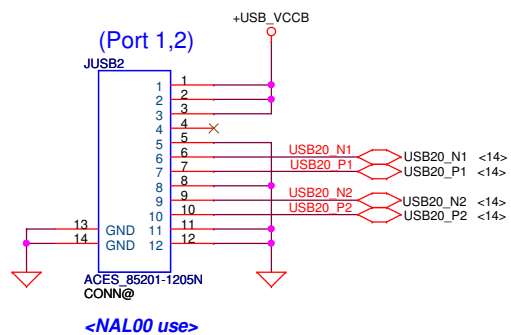 +USB_VCCB
(Port 1,2)
JUSB2
1 1
2 2
3 3
4 4
5 5
6 6 USB20_N1 USB20_N1 <14>
7 7 USB20_P1 USB20_P1 <14>
8 8
9 9 USB20_N2 USB20_N2 <14>
10 10 USB20_P2 USB20_P2 <14>
13 GND 11 11
14 GND 12 12
ACES_85201-1205N
CONN@
<NAL00 use>